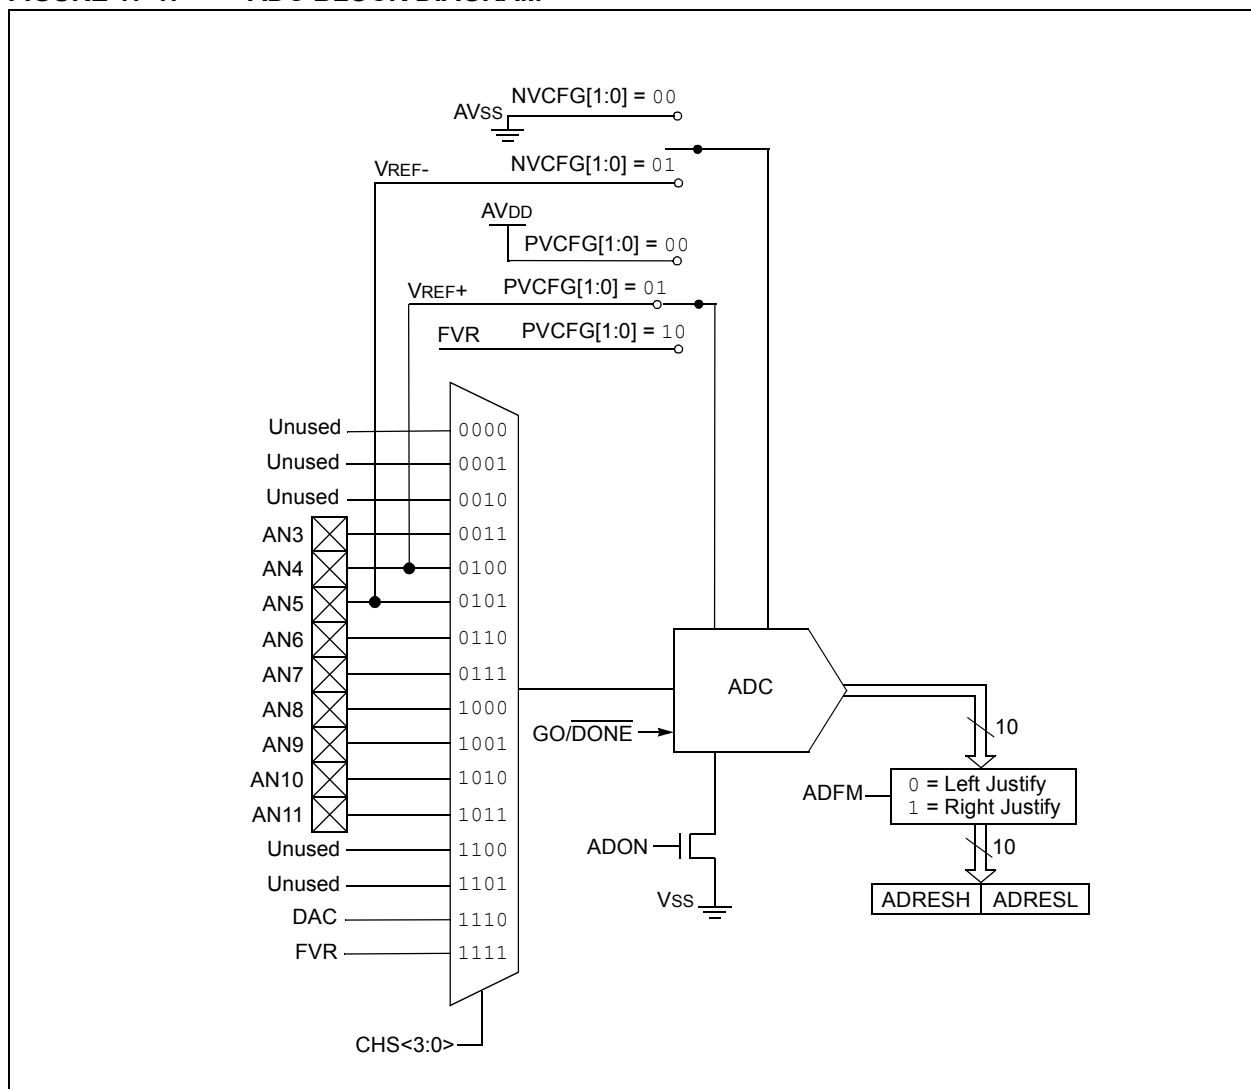 NVCFG[1:0] = 00
AVSS
VREF-
NVCFG[1:0] = 01
AVDD
PVCFG[1:0] = 00
VREF+
PVCFG[1:0] = 01
FVR
PVCFG[1:0] = 10
Unused 0000
Unused 0001
Unused 0010
AN3 0011
AN4 0100
AN5 0101
AN6 0110
AN7 0111
AN8 1000
AN9 1001
AN10 1010
AN11 1011
Unused 1100
Unused 1101
DAC 1110
FVR 1111
CHS<3:0>
ADC
GO/DONE
ADON
VSS
10
ADFM
0 = Left Justify
1 = Right Justify
10
ADRESH ADRESL